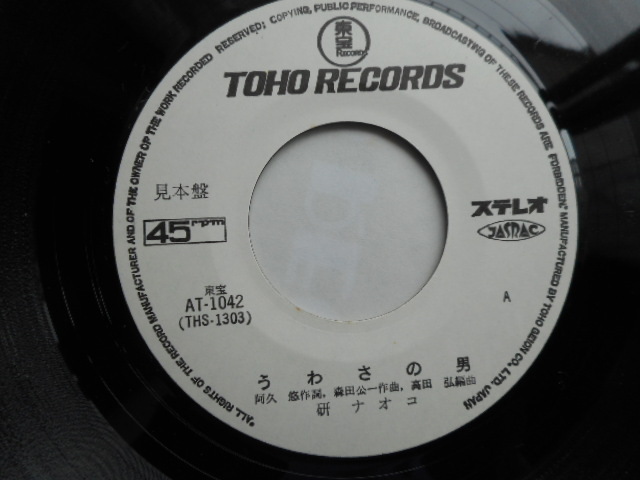 "ALL RIGHTS OF THE RECORD MANUFACTURER AND OF THE OWNER OF THE WORK RECORDED RESERVED: COPYING, PUBLIC PERFORMANCE, BROADCASTING OF THESE RECORDS ARE FORBIDDEN" MANUFACTURED BY TOHO GEION CO. LTD. JAPAN
東宝
RECORDS
TOHO RECORDS
見本盤
45 rpm
ステレオ
JASRAC
東宝
AT-1042
(THS-1303)
A
うわさの男
阿久 悠作詞, 森田公一作曲, 高田 弘編曲
研ナオコ